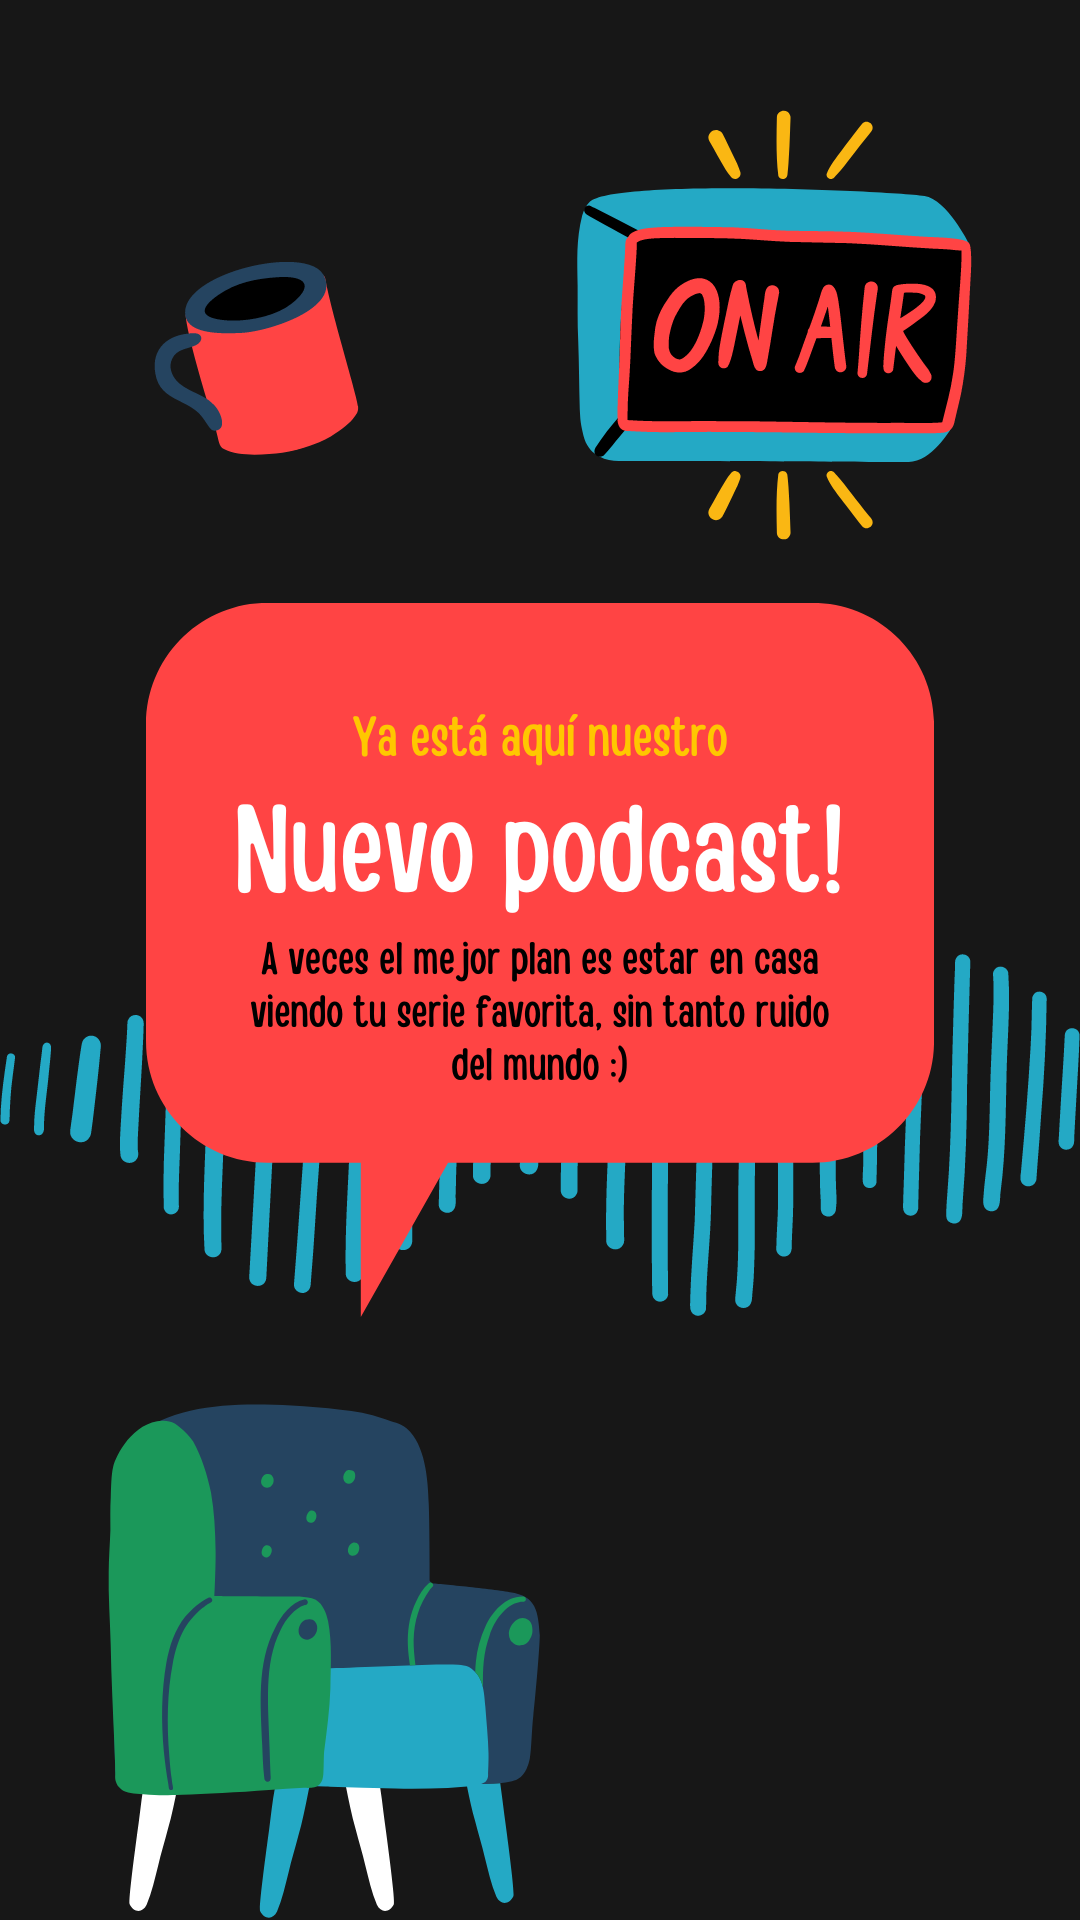 ON AIR
Ya está aquí nuestro
Nuevo podcast!
A veces el mejor plan es estar en casa
viendo tu serie favorita, sin tanto ruido
del mundo :)